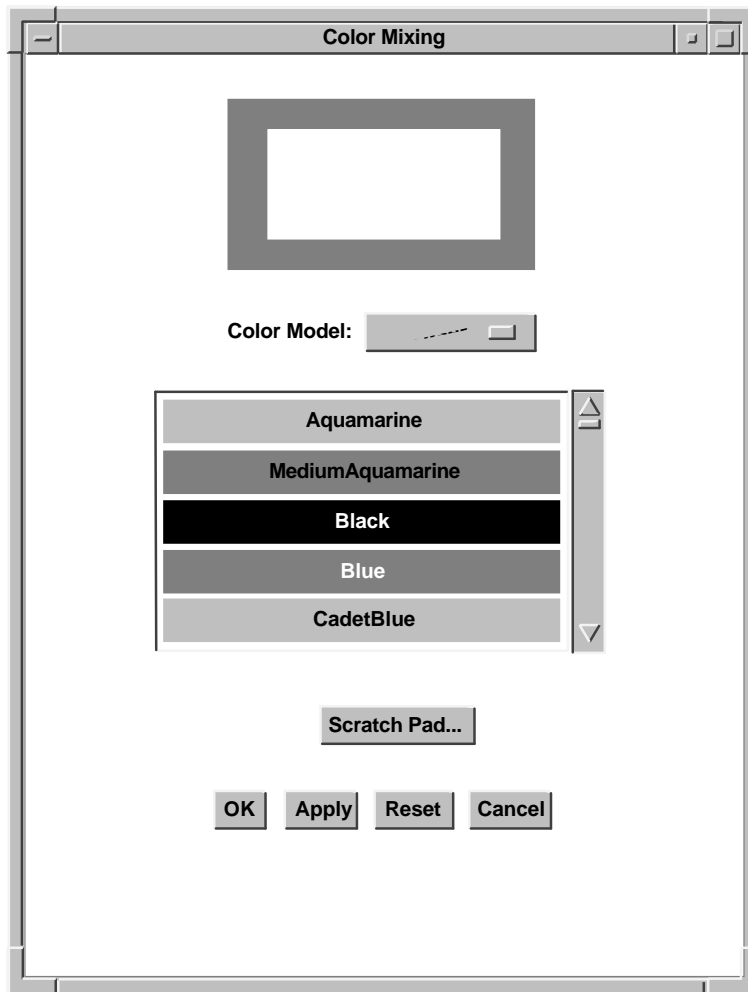 Color Mixing
Color Model:
Aquamarine
MediumAquamarine
Black
Blue
CadetBlue
Scratch Pad...
OK Apply Reset Cancel